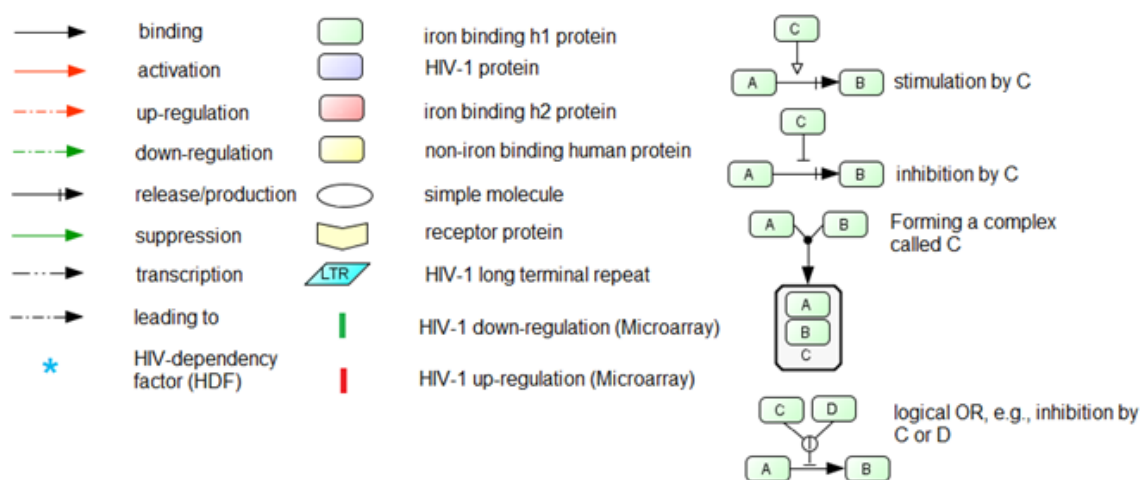 binding
activation
up-regulation
down-regulation
release/production
suppression
transcription
leading to
*
HIV-dependency
factor (HDF)
iron binding h1 protein
HIV-1 protein
iron binding h2 protein
non-iron binding human protein
simple molecule
receptor protein
LTR
HIV-1 long terminal repeat
HIV-1 down-regulation (Microarray)
HIV-1 up-regulation (Microarray)
C
A B
stimulation by C
C
A B
inhibition by C
A B
Forming a complex
called C
A
B
C
C D
logical OR, e.g., inhibition by
C or D
A B